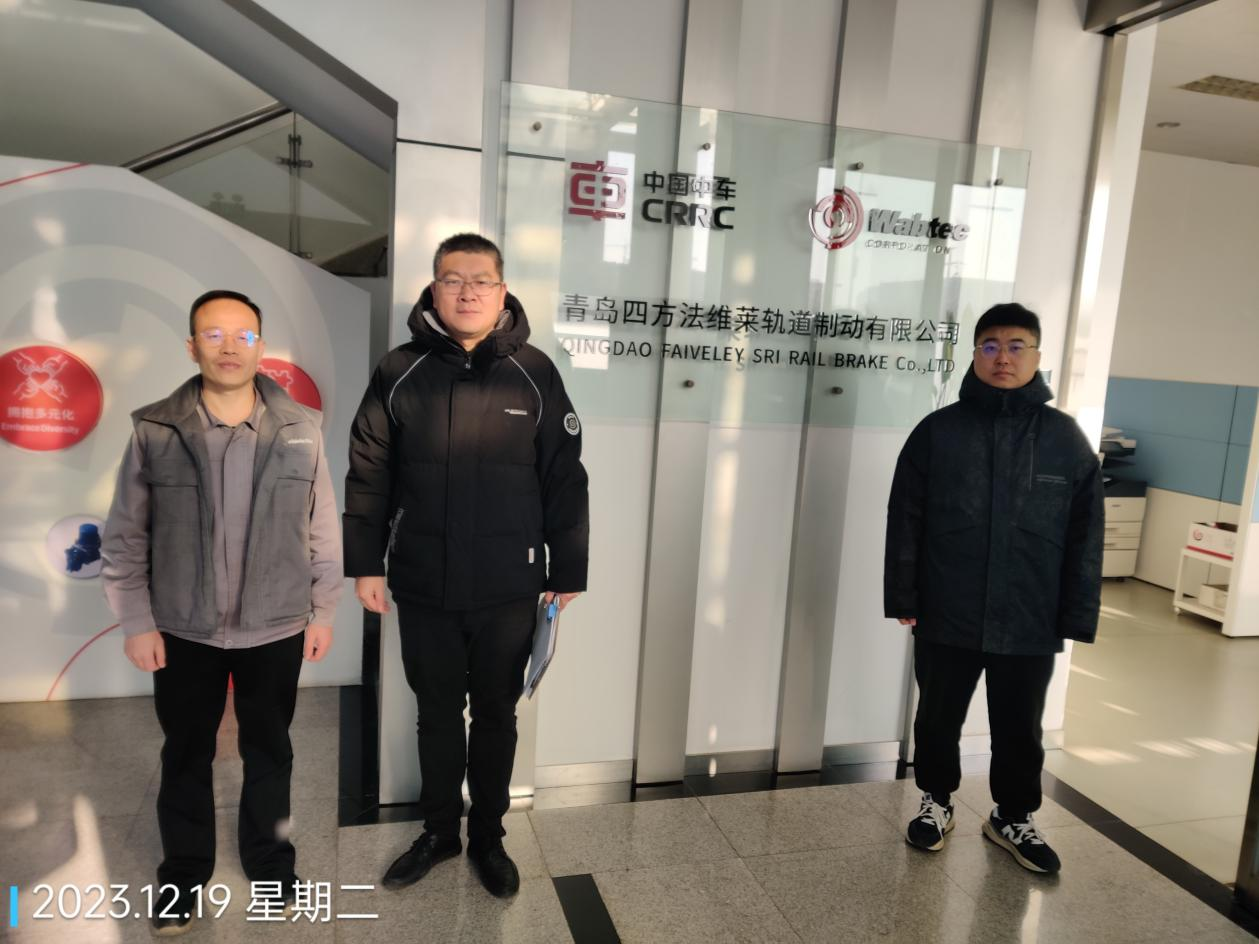 中国中车
CRRC
Wabtec
CORPORATION
青岛四方法维莱轨道制动有限公司
QINGDAO FAIVELEY SRI RAIL BRAKE Co.,LTD
拥抱多元化
Embrace Diversity
2023.12.19 星期二